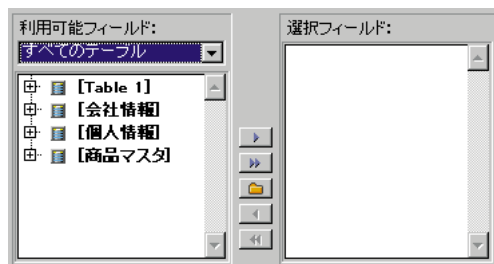 利用可能フィールド:
すべてのテーブル
[Table 1]
[会社情報]
[個人情報]
[商品マスタ]
選択フィールド: